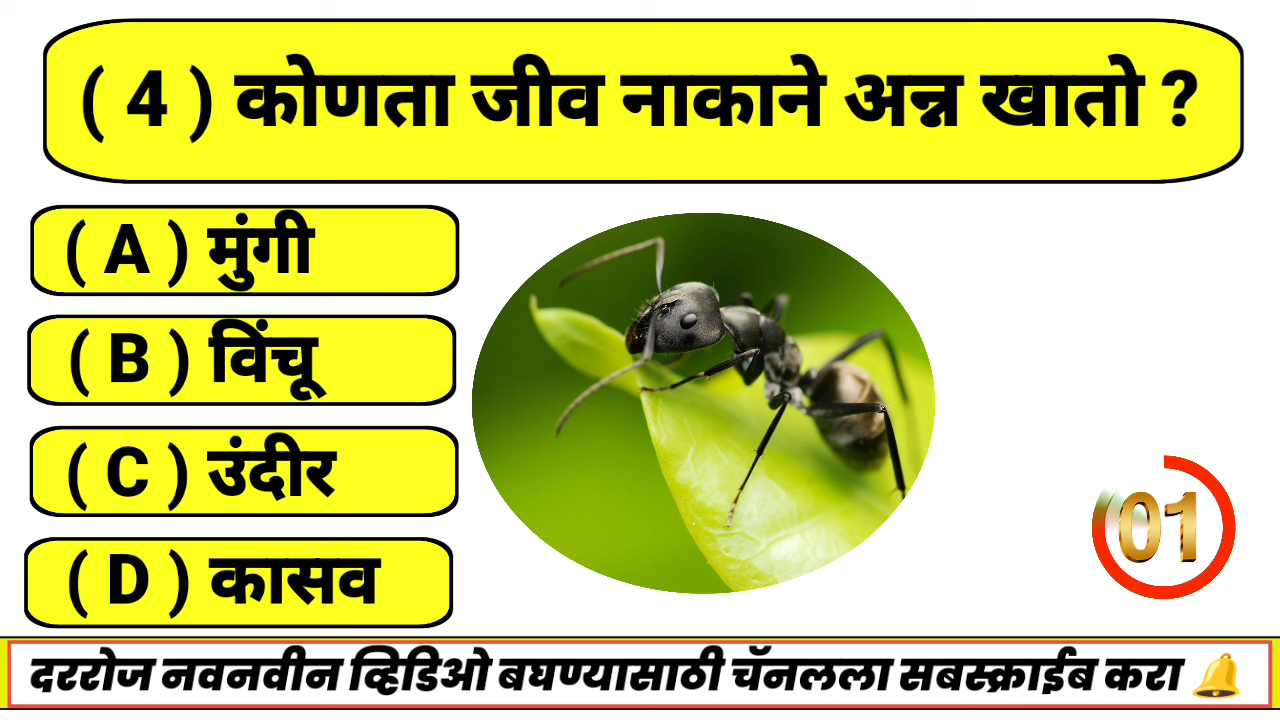 ( 4 ) कोणता जीव नाकाने अन्न खातो ?
( A ) मुंगी
( B ) विंचू
( C ) उंदीर
( D ) कासव
01
दररोज नवनवीन व्हिडिओ बघण्यासाठी चॅनलला सबस्क्राईब करा